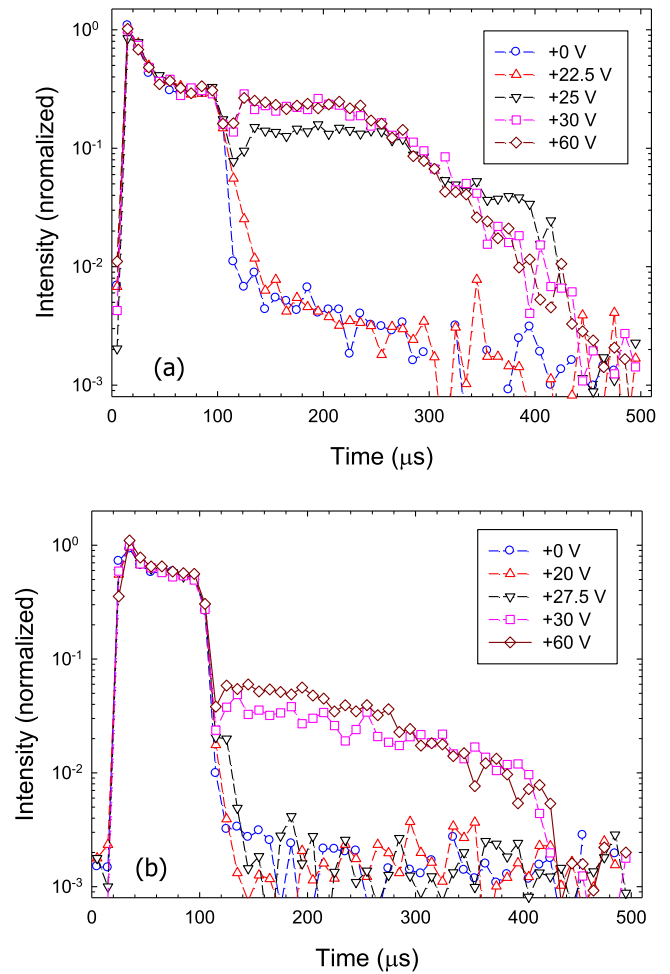 10⁰
10⁻¹
10⁻²
10⁻³
Intensity (nromalized)
+0 V
+22.5 V
+25 V
+30 V
+60 V
(a)
0 100 200 300 400 500
Time (μs)
10⁰
10⁻¹
10⁻²
10⁻³
Intensity (normalized)
+0 V
+20 V
+27.5 V
+30 V
+60 V
(b)
0 100 200 300 400 500
Time (μs)